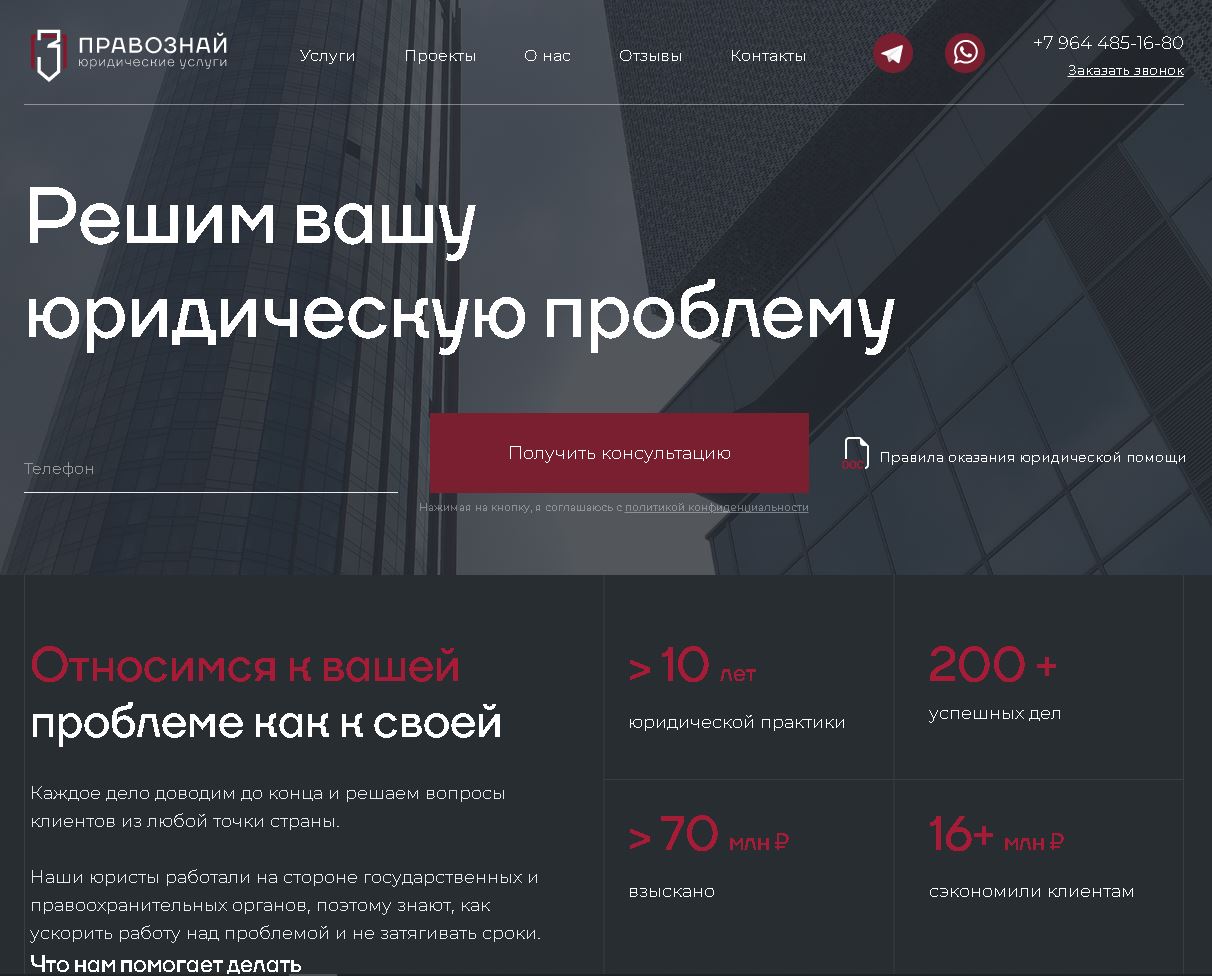 ПРАВОЗНАЙ
юридические услуги
Услуги
Проекты
О нас
Отзывы
Контакты
+7 964 485-16-80
Заказать звонок
Решим вашу
юридическую проблему
Телефон
Получить консультацию
DOC
Правила оказания юридической помощи
Нажимая на кнопку, я соглашаюсь с политикой конфиденциальности
Относимся к вашей
проблеме как к своей
Каждое дело доводим до конца и решаем вопросы
клиентов из любой точки страны.
Наши юристы работали на стороне государственных и
правоохранительных органов, поэтому знают, как
ускорить работу над проблемой и не затягивать сроки.
Что нам помогает делать
> 10 лет
юридической практики
200 +
успешных дел
> 70 млн ₽
взыскано
16+ млн ₽
сэкономили клиентам